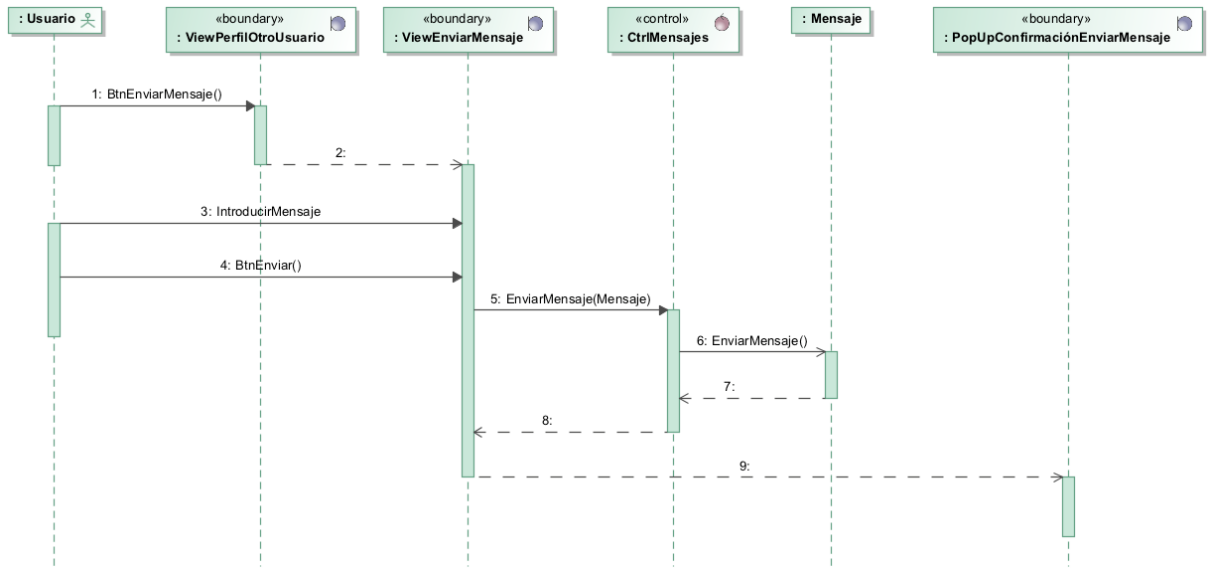 : Usuario
«boundary»
: ViewPerfilOtroUsuario
«boundary»
: ViewEnviarMensaje
«control»
: CtrlMensajes
: Mensaje
«boundary»
: PopUpConfirmaciónEnviarMensaje
1: BtnEnviarMensaje()
2:
3: IntroducirMensaje
4: BtnEnviar()
5: EnviarMensaje(Mensaje)
6: EnviarMensaje()
7:
8:
9: